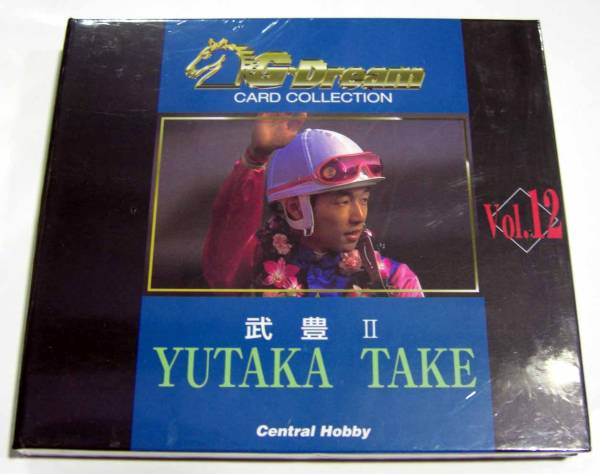 G-Dream
CARD COLLECTION
Vol.12
武 豊 II
YUTAKA TAKE
Central Hobby